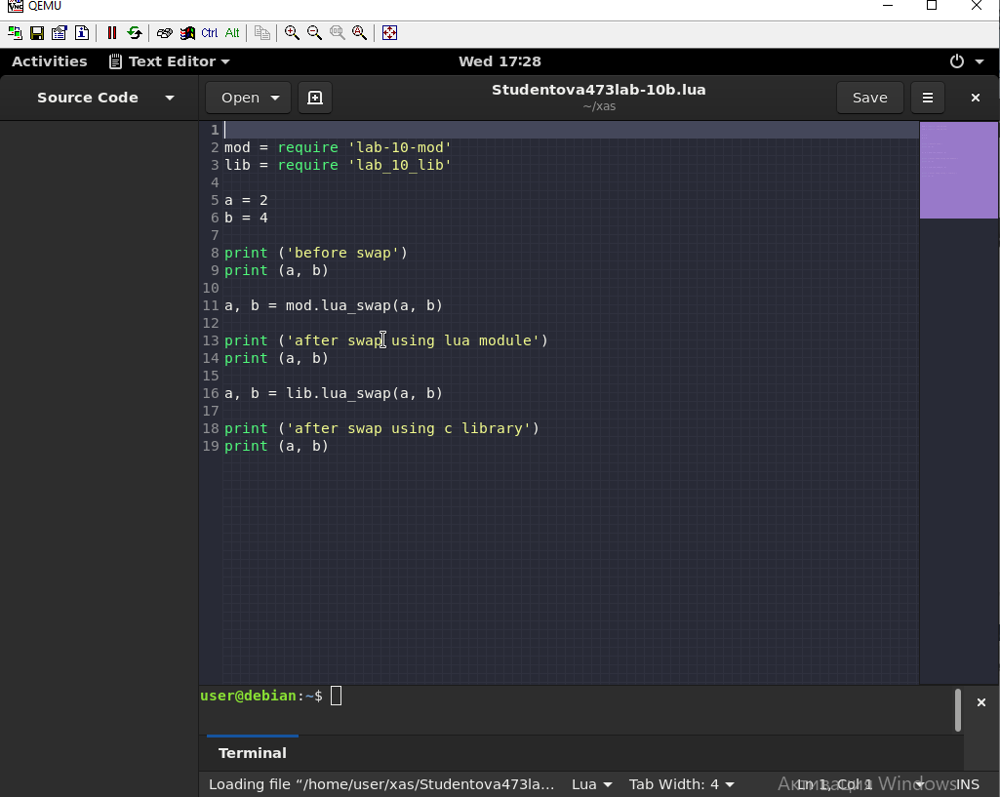 QEMU
Ctrl Alt
Activities Text Editor Wed 17:28
Source Code Open Studentova473lab-10b.lua Save
~/xas
1
2 mod = require 'lab-10-mod'
3 lib = require 'lab_10_lib'
4
5 a = 2
6 b = 4
7
8 print ('before swap')
9 print (a, b)
10
11 a, b = mod.lua_swap(a, b)
12
13 print ('after swap using lua module')
14 print (a, b)
15
16 a, b = lib.lua_swap(a, b)
17
18 print ('after swap using c library')
19 print (a, b)
user@debian:~$
Terminal
Loading file “/home/user/xas/Studentova473la… Lua Tab Width: 4 Ln 1, Col 1 INS
Активация Windows